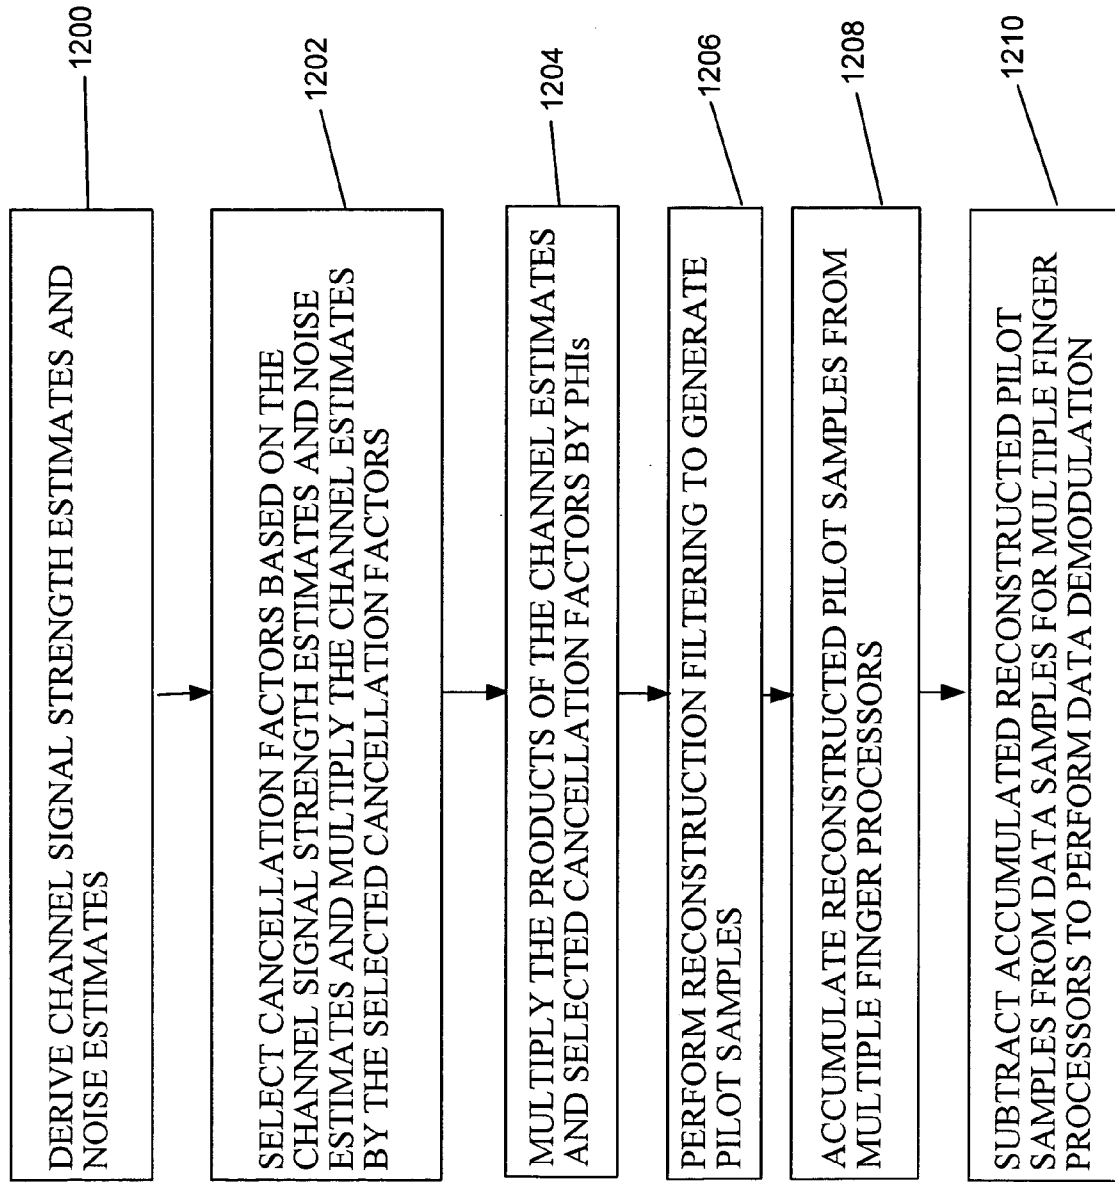 DERIVE CHANNEL SIGNAL STRENGTH ESTIMATES AND
NOISE ESTIMATES
1200
SELECT CANCELLATION FACTORS BASED ON THE
CHANNEL SIGNAL STRENGTH ESTIMATES AND NOISE
ESTIMATES AND MULTIPLY THE CHANNEL ESTIMATES
BY THE SELECTED CANCELLATION FACTORS
1202
MULTIPLY THE PRODUCTS OF THE CHANNEL ESTIMATES
AND SELECTED CANCELLATION FACTORS BY PHIs
1204
PERFORM RECONSTRUCTION FILTERING TO GENERATE
PILOT SAMPLES
1206
ACCUMULATE RECONSTRUCTED PILOT SAMPLES FROM
MULTIPLE FINGER PROCESSORS
1208
SUBTRACT ACCUMULATED RECONSTRUCTED PILOT
SAMPLES FROM DATA SAMPLES FOR MULTIPLE FINGER
PROCESSORS TO PERFORM DATA DEMODULATION
1210